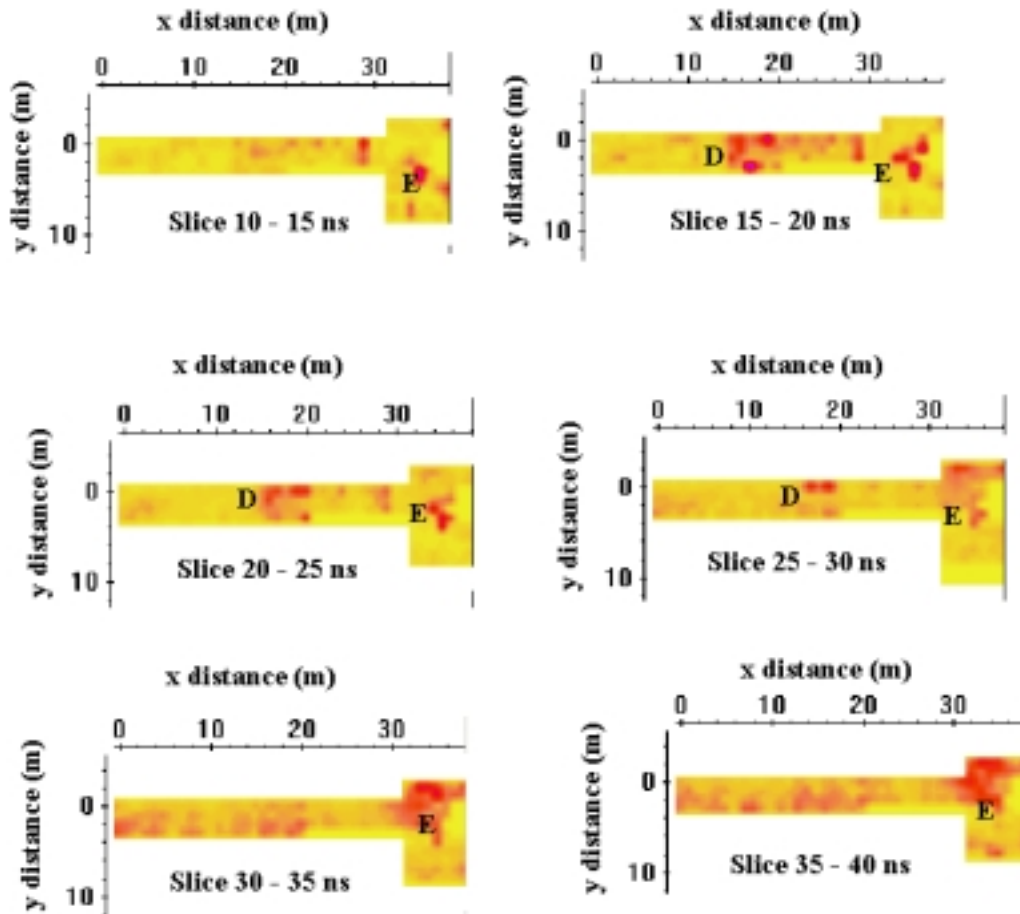 x distance (m)
0 10 20 30
y distance (m)
0
E
10
Slice 10 - 15 ns
x distance (m)
0 10 20 30
y distance (m)
0
D
E
10
Slice 15 - 20 ns
x distance (m)
0 10 20 30
y distance (m)
0
D
E
10
Slice 20 - 25 ns
x distance (m)
0 10 20 30
y distance (m)
0
D
E
10
Slice 25 - 30 ns
x distance (m)
0 10 20 30
y distance (m)
0
E
10
Slice 30 - 35 ns
x distance (m)
0 10 20 30
y distance (m)
0
E
10
Slice 35 - 40 ns